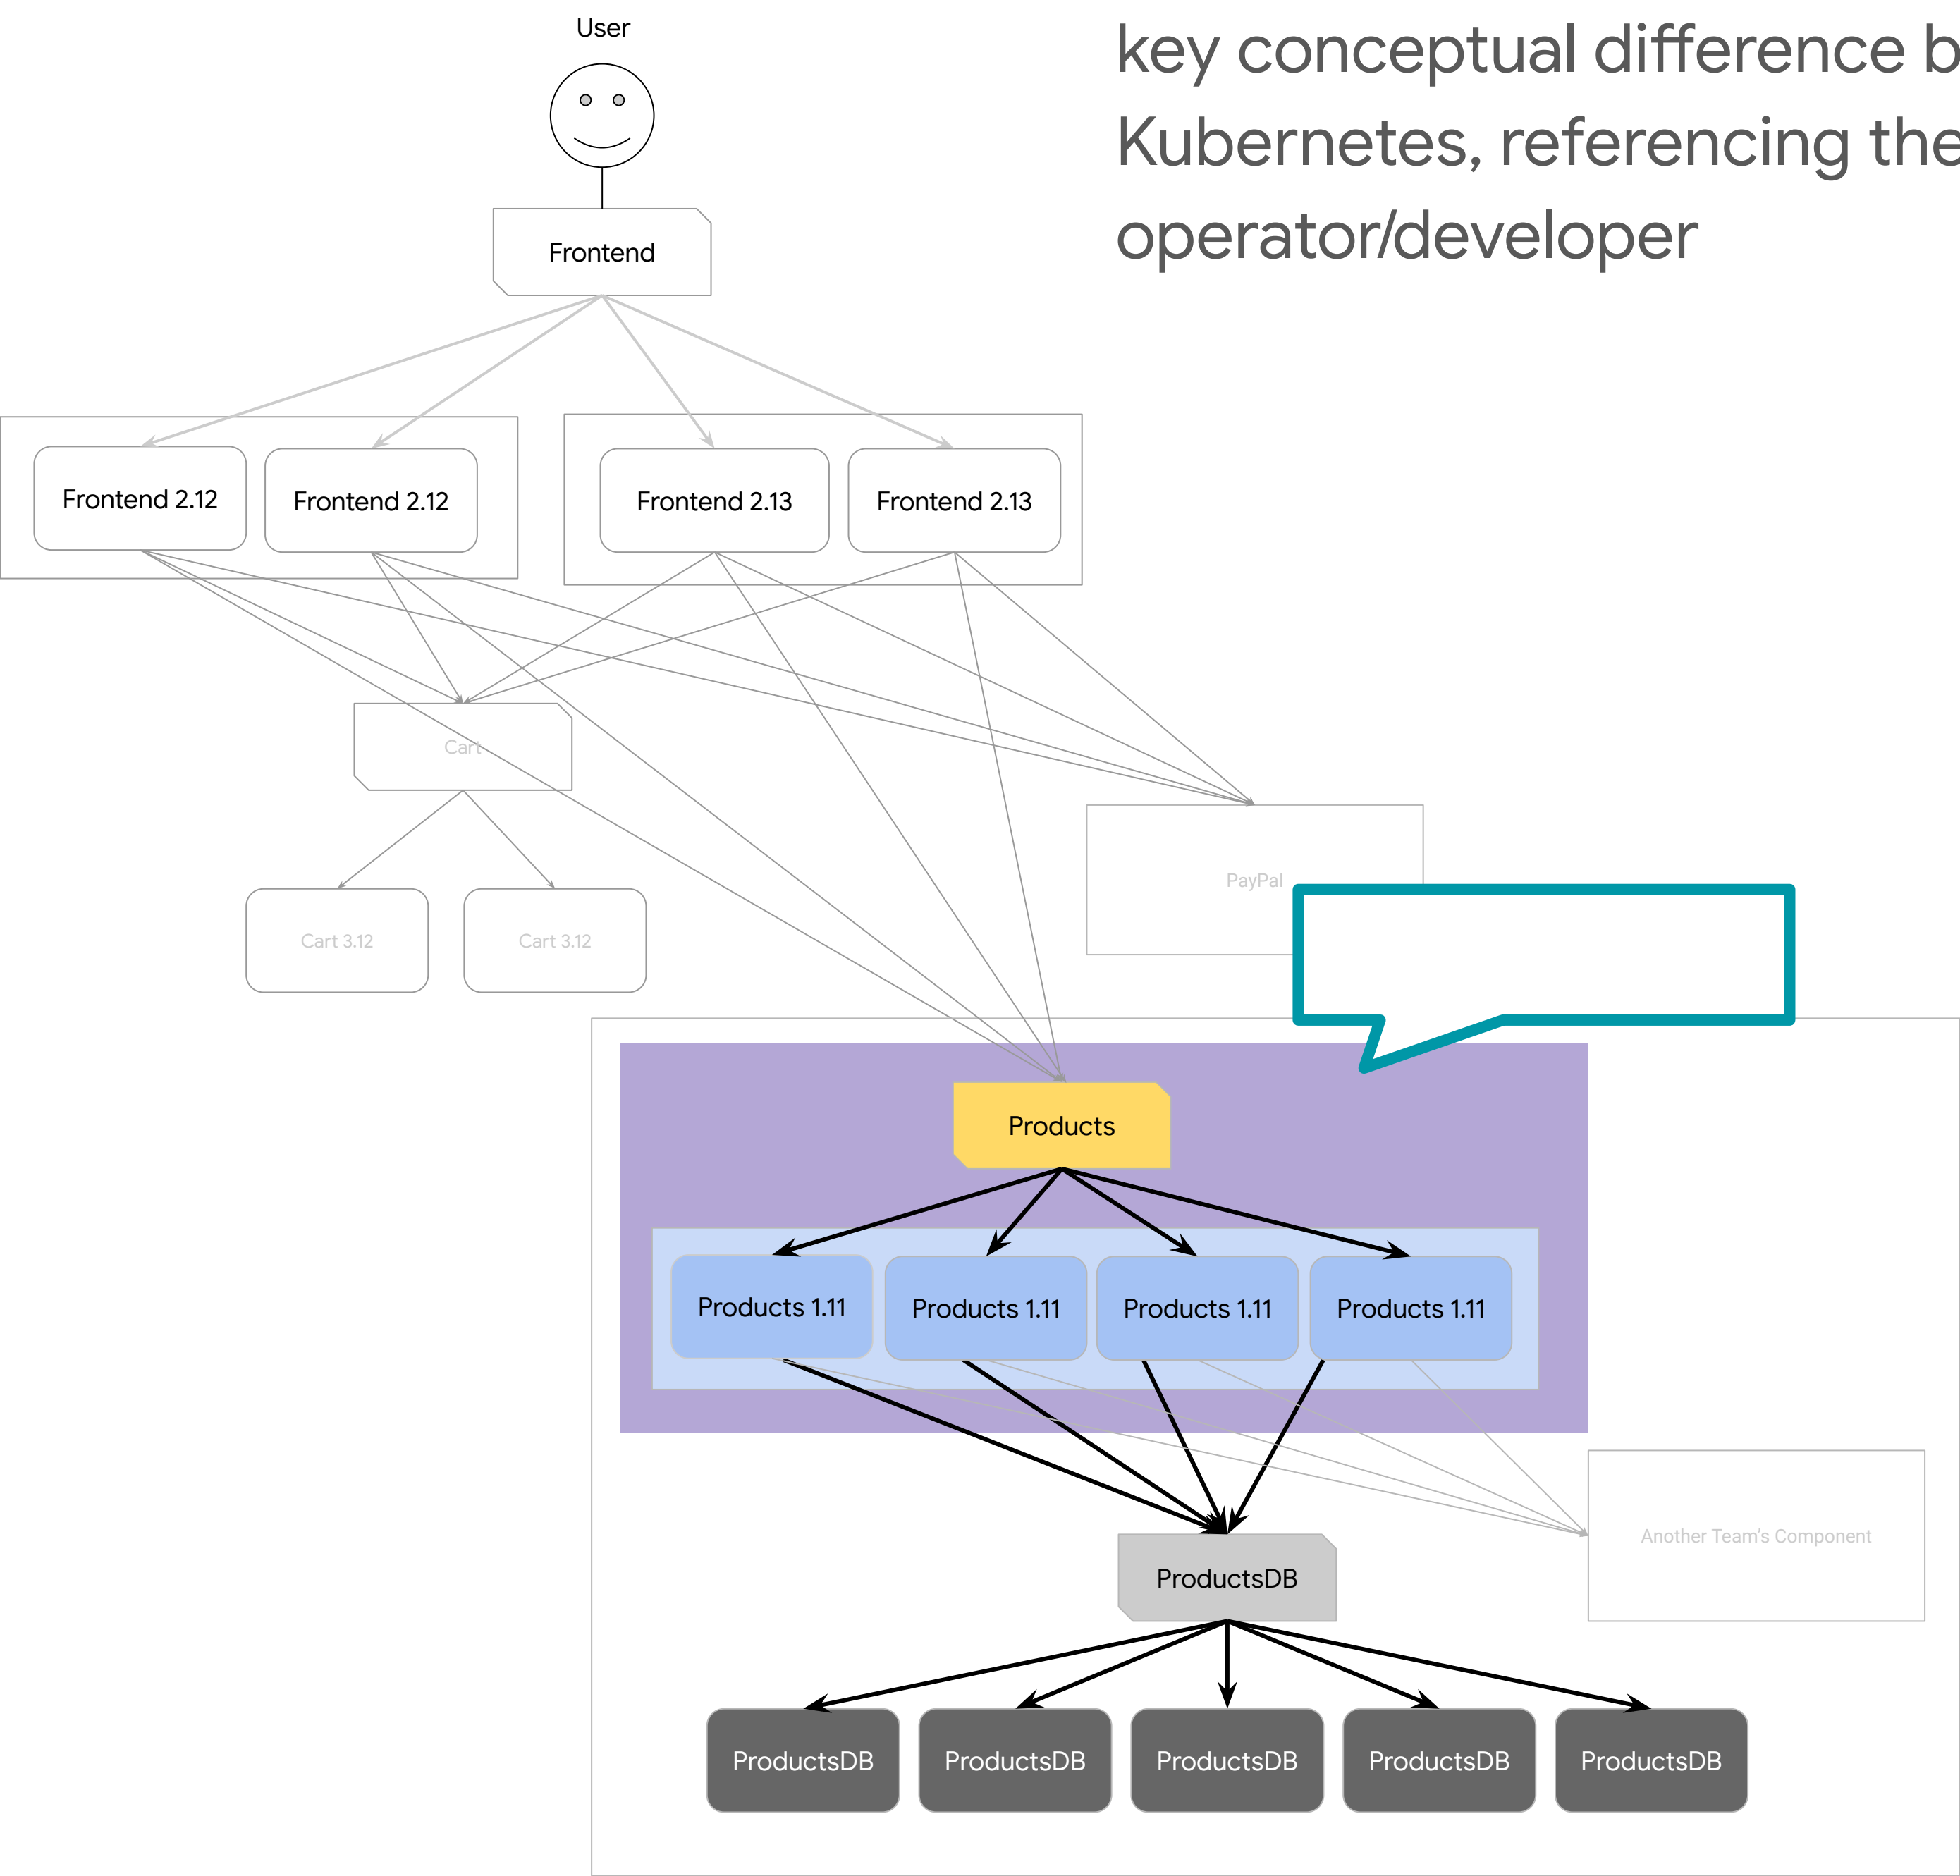 User
key conceptual difference b
Kubernetes, referencing the
operator/developer
Frontend
Frontend 2.12
Frontend 2.12
Frontend 2.13
Frontend 2.13
Cart
PayPal
Cart 3.12
Cart 3.12
Products
Products 1.11
Products 1.11
Products 1.11
Products 1.11
Another Team's Component
ProductsDB
ProductsDB
ProductsDB
ProductsDB
ProductsDB
ProductsDB